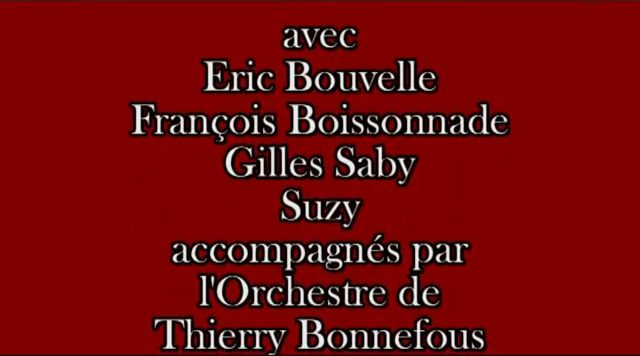 avec
Eric Bouvelle
François Boissonnade
Gilles Saby
Suzy
accompagnés par
l'Orchestre de
Thierry Bonnefous